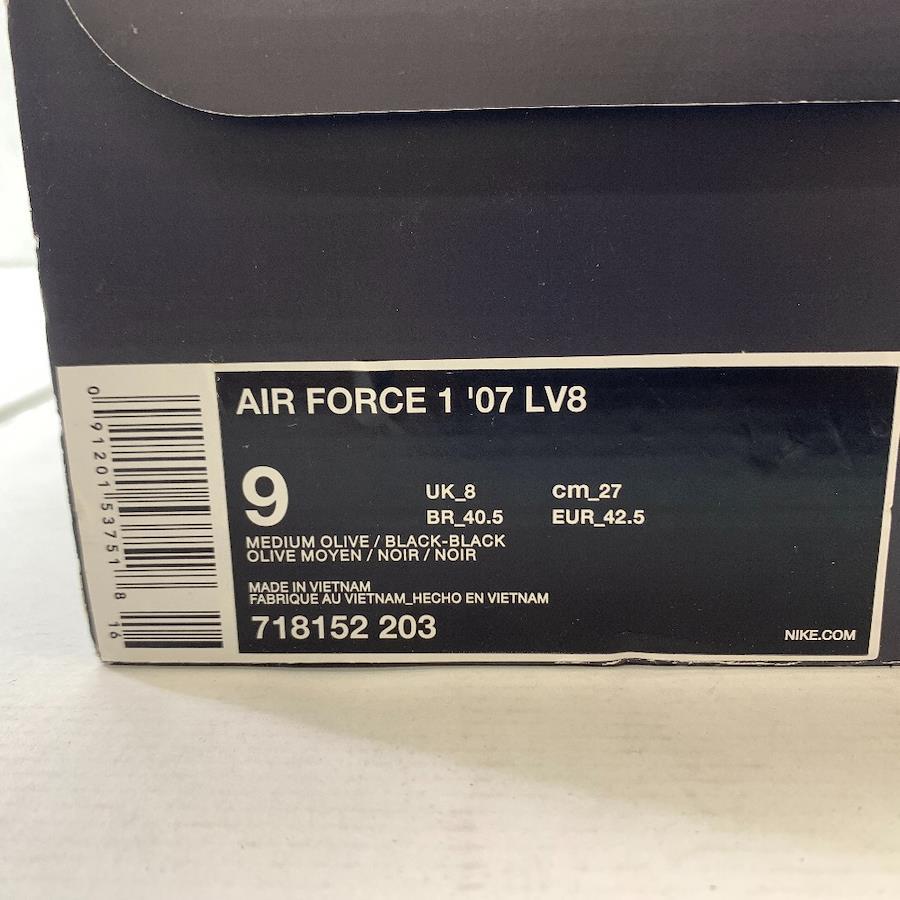 AIR FORCE 1 '07 LV8
9
UK_8 cm_27
BR_40.5 EUR_42.5
MEDIUM OLIVE / BLACK-BLACK
OLIVE MOYEN / NOIR / NOIR
MADE IN VIETNAM
FABRIQUE AU VIETNAM_HECHO EN VIETNAM
718152 203
NIKE.COM
0 91201 53751 8 16